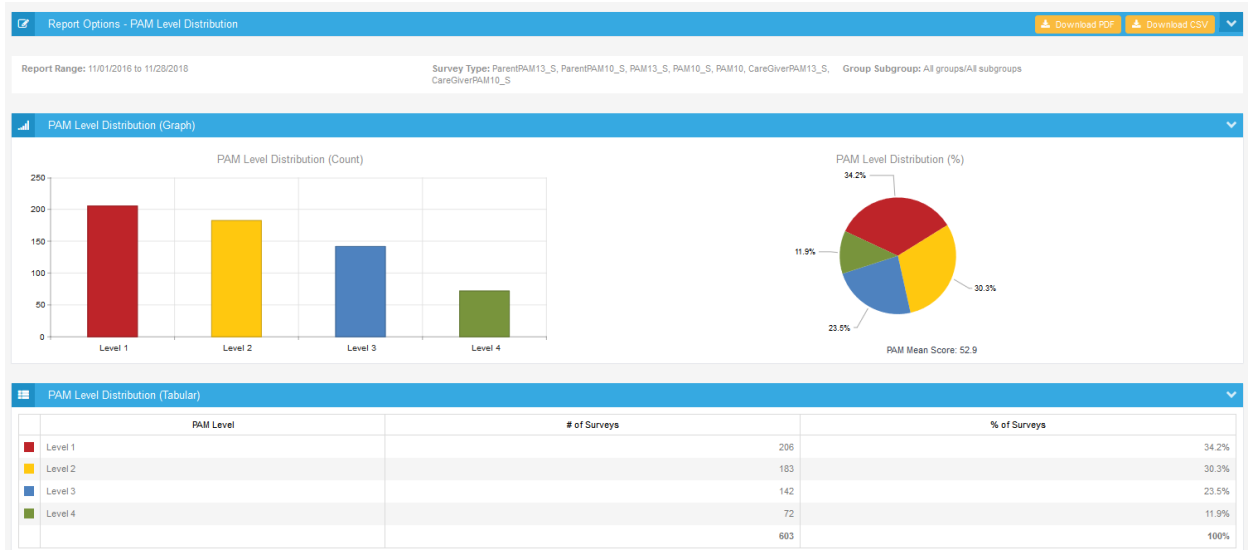 Report Options - PAM Level Distribution
Download PDF
Download CSV
Report Range: 11/01/2016 to 11/28/2018
Survey Type: ParentPAM13_S, ParentPAM10_S, PAM13_S, PAM10_S, PAM10, CareGiverPAM13_S,
CareGiverPAM10_S
Group Subgroup: All groups/All subgroups
PAM Level Distribution (Graph)
PAM Level Distribution (Count)
250
200
150
100
50
0
Level 1
Level 2
Level 3
Level 4
PAM Level Distribution (%)
34.2%
11.9%
30.3%
23.5%
PAM Mean Score: 52.9
PAM Level Distribution (Tabular)
PAM Level # of Surveys % of Surveys
Level 1 206 34.2%
Level 2 183 30.3%
Level 3 142 23.5%
Level 4 72 11.9%
603 100%